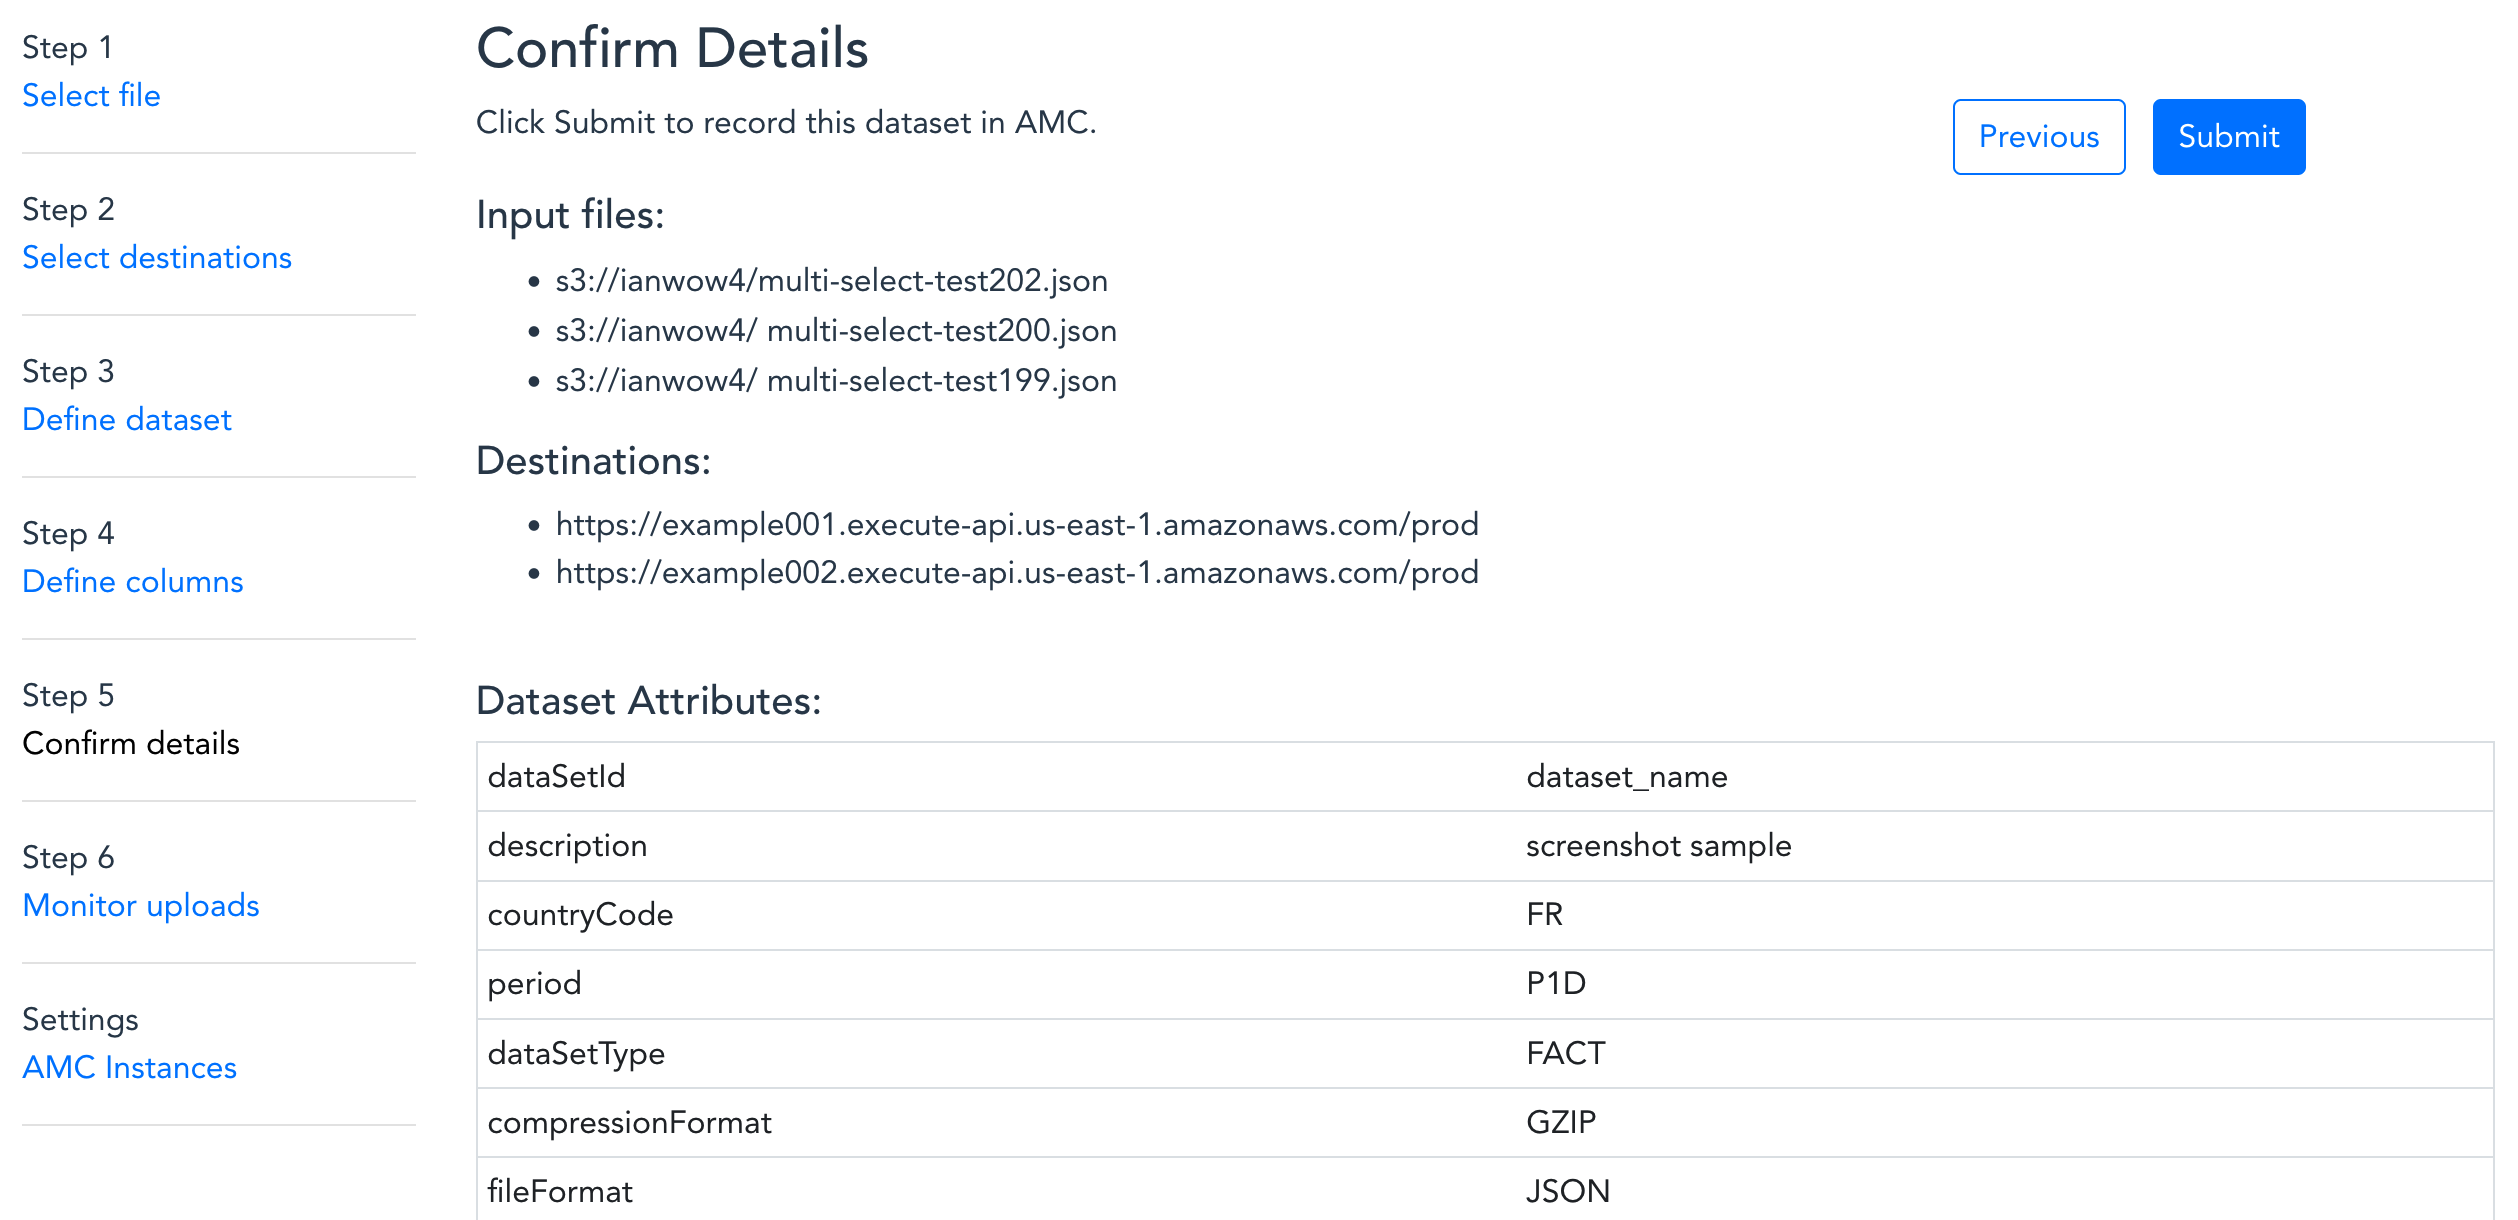 Step 1
Select file
Step 2
Select destinations
Step 3
Define dataset
Step 4
Define columns
Step 5
Confirm details
Step 6
Monitor uploads
Settings
AMC Instances
Confirm Details
Click Submit to record this dataset in AMC.
Previous
Submit
Input files:
• s3://ianwow4/multi-select-test202.json
• s3://ianwow4/ multi-select-test200.json
• s3://ianwow4/ multi-select-test199.json
Destinations:
• https://example001.execute-api.us-east-1.amazonaws.com/prod
• https://example002.execute-api.us-east-1.amazonaws.com/prod
Dataset Attributes:
dataSetId dataset_name
description screenshot sample
countryCode FR
period P1D
dataSetType FACT
compressionFormat GZIP
fileFormat JSON